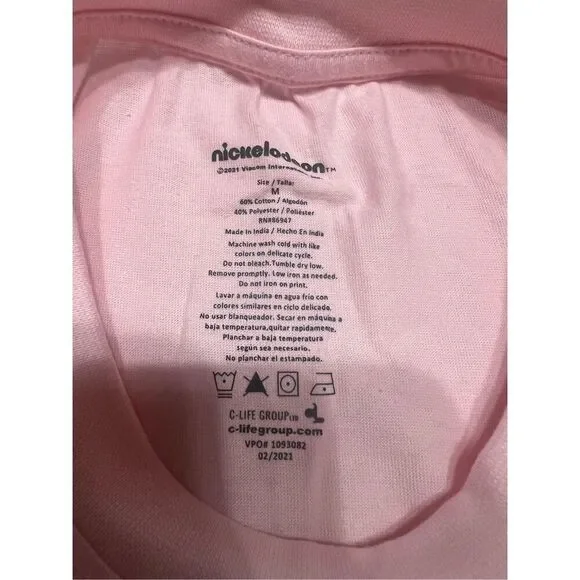 nickelodeon™
©2021 Viacom International
Size / Talla:
M
60% Cotton / Algodón
40% Polyester / Poliéster
RN#86947
Made In India / Hecho En India
Machine wash cold with like
colors on delicate cycle.
Do not bleach.Tumble dry low.
Remove promptly. Low iron as needed.
Do not iron on print.
Lavar a máquina en agua frio con
colores similares en ciclo delicado.
No usar blanqueador. Secar en máquina a
baja temperatura,quitar rapidamente.
Planchar a baja temperatura
según sea necesario.
No planchar el estampado.
C-LIFE GROUP LTD
c-lifegroup.com
VPO# 1093082
02/2021